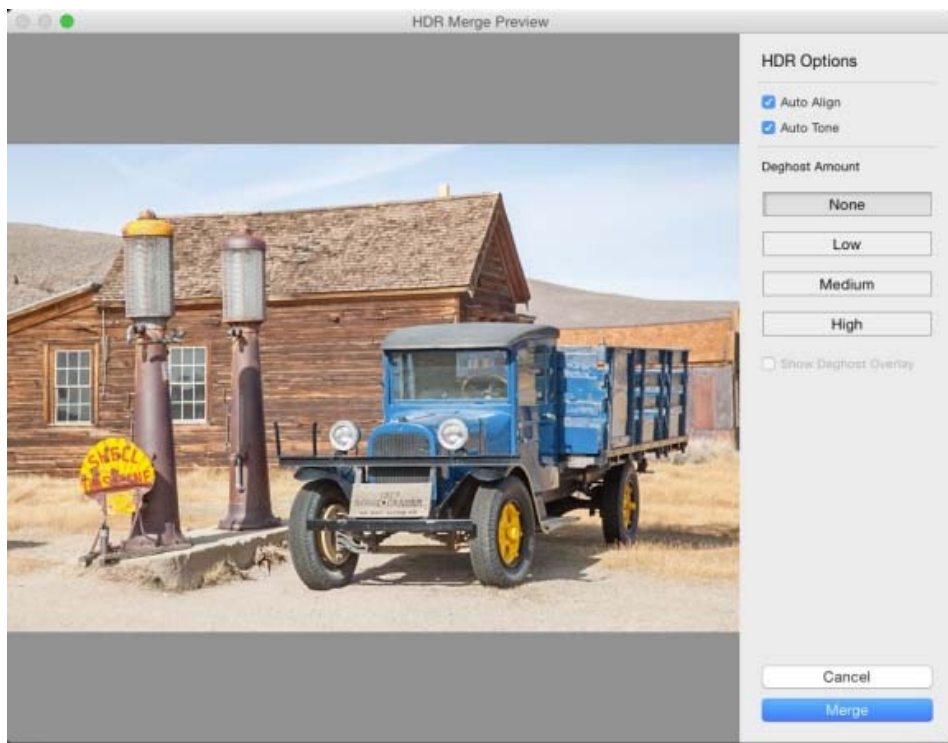 HDR Merge Preview
HDR Options
Auto Align
Auto Tone
Deghost Amount
None
Low
Medium
High
Show Deghost Overlay
SHELL
Cancel
Merge